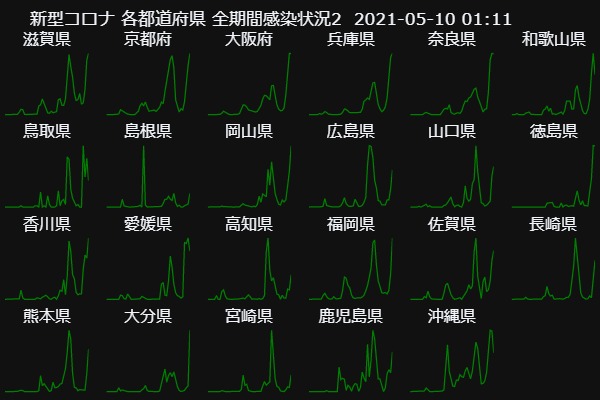 新型コロナ 各都道府県 全期間感染状況2 2021-05-10 01:11
滋賀県 京都府 大阪府 兵庫県 奈良県 和歌山県
鳥取県 島根県 岡山県 広島県 山口県 徳島県
香川県 愛媛県 高知県 福岡県 佐賀県 長崎県
熊本県 大分県 宮崎県 鹿児島県 沖縄県